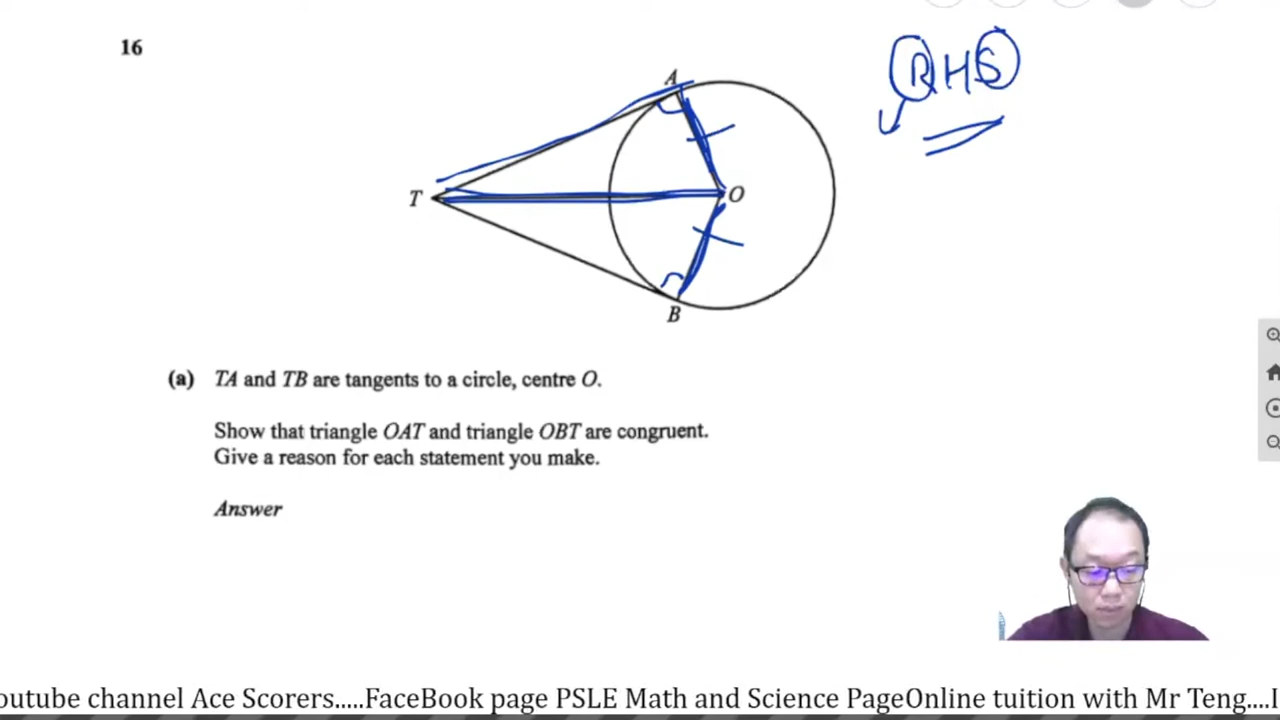 16
A
RHS
T
O
B
(a) TA and TB are tangents to a circle, centre O.
Show that triangle OAT and triangle OBT are congruent.
Give a reason for each statement you make.
Answer
outube channel Ace Scorers.....FaceBook page PSLE Math and Science PageOnline tuition with Mr Teng....I